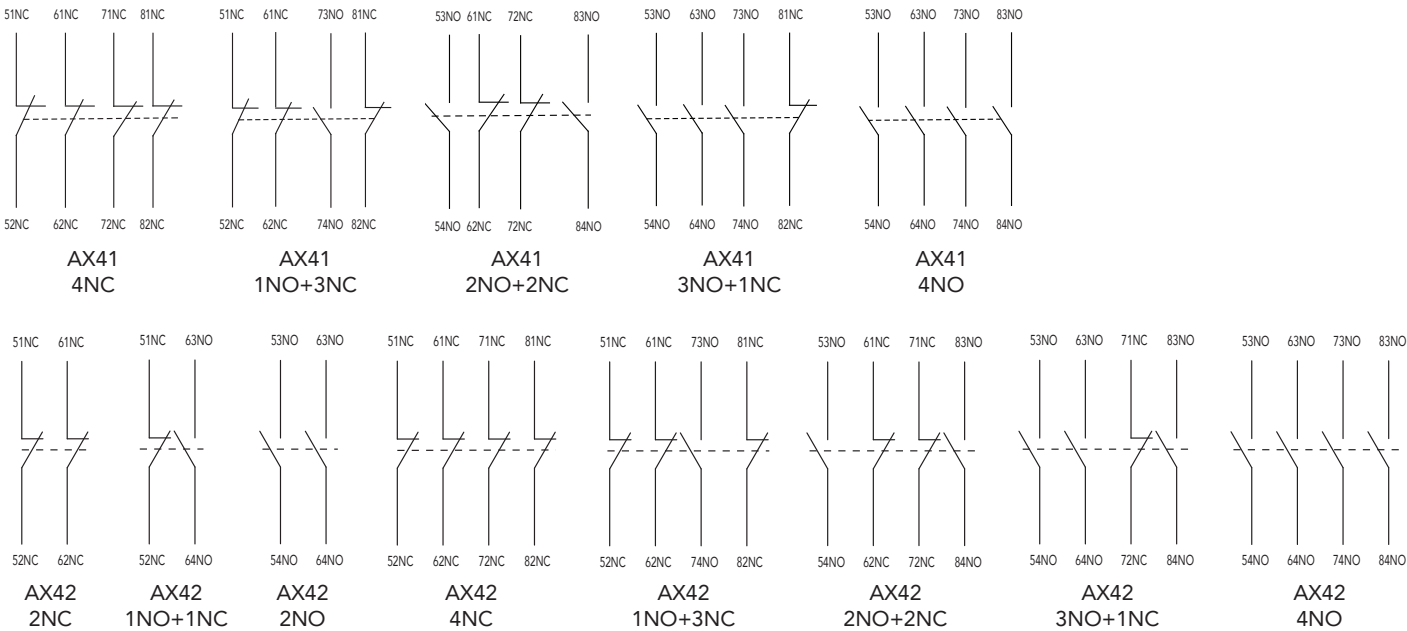 51NC 61NC 71NC 81NC
52NC 62NC 72NC 82NC
AX41
4NC
51NC 61NC 73NO 81NC
52NC 62NC 74NO 82NC
AX41
1NO+3NC
53NO 61NC 72NC 83NO
54NO 62NC 72NC 84NO
AX41
2NO+2NC
53NO 63NO 73NO 81NC
54NO 64NO 74NO 82NC
AX41
3NO+1NC
53NO 63NO 73NO 83NO
54NO 64NO 74NO 84NO
AX41
4NO
51NC 61NC
52NC 62NC
AX42
2NC
51NC 63NO
52NC 64NO
AX42
1NO+1NC
53NO 63NO
54NO 64NO
AX42
2NO
51NC 61NC 71NC 81NC
52NC 62NC 72NC 82NC
AX42
4NC
51NC 61NC 73NO 81NC
52NC 62NC 74NO 82NC
AX42
1NO+3NC
53NO 61NC 71NC 83NO
54NO 62NC 72NC 84NO
AX42
2NO+2NC
53NO 63NO 71NC 83NO
54NO 64NO 72NC 84NO
AX42
3NO+1NC
53NO 63NO 73NO 83NO
54NO 64NO 74NO 84NO
AX42
4NO